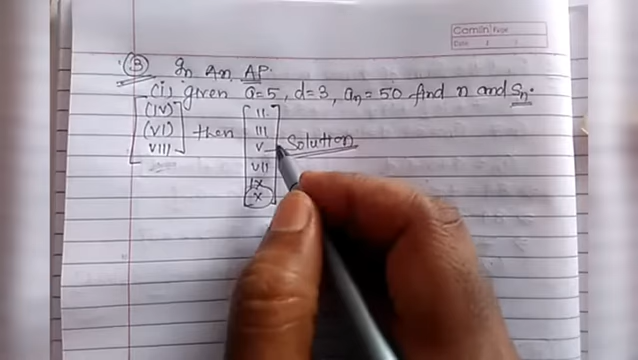 Camlin Page
Date / /
③ In an AP.
(i) given a=5, d=3, an=50 find n and Sn.
(iv)
(vi) then
viii)
ii
iii
v Solution
vii
ix
x